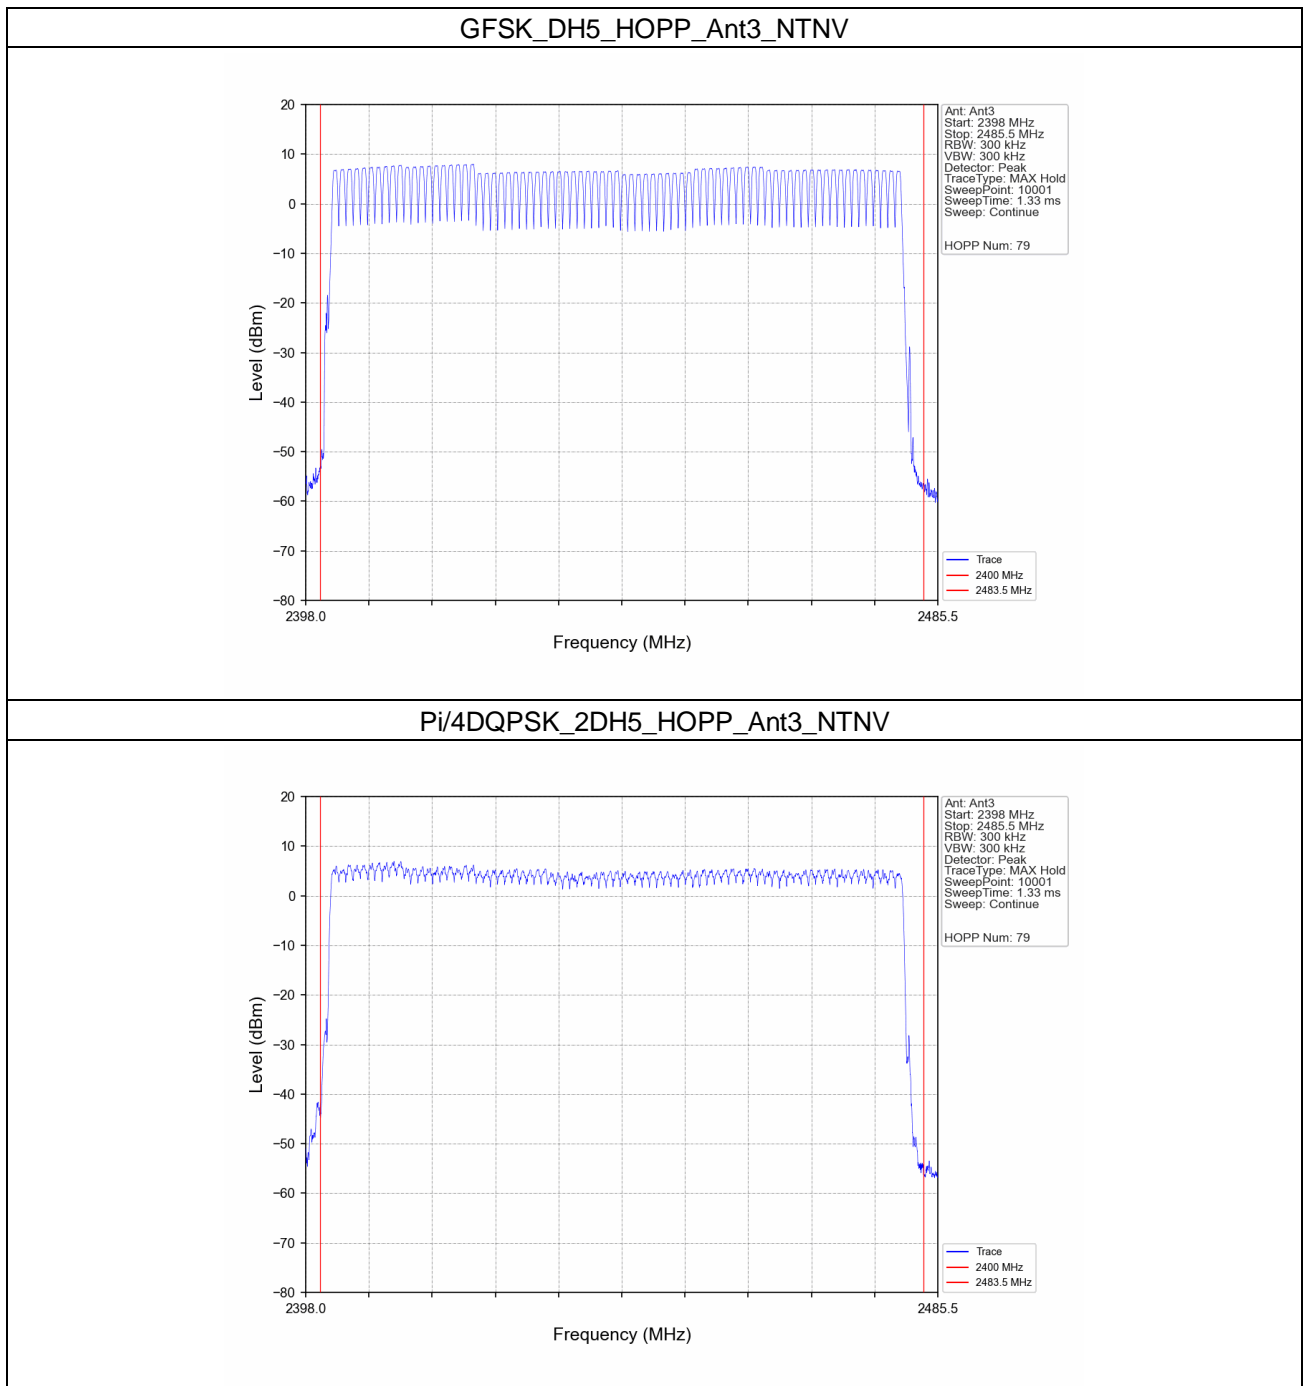 GFSK_DH5_HOPP_Ant3_NTNV
20
10
0
−10
−20
−30
−40
−50
−60
−70
−80
Level (dBm)
2398.0
2485.5
Frequency (MHz)
Ant: Ant3
Start: 2398 MHz
Stop: 2485.5 MHz
RBW: 300 kHz
VBW: 300 kHz
Detector: Peak
TraceType: MAX Hold
SweepPoint: 10001
SweepTime: 1.33 ms
Sweep: Continue
HOPP Num: 79
Trace
2400 MHz
2483.5 MHz
Pi/4DQPSK_2DH5_HOPP_Ant3_NTNV
20
10
0
−10
−20
−30
−40
−50
−60
−70
−80
Level (dBm)
2398.0
2485.5
Frequency (MHz)
Ant: Ant3
Start: 2398 MHz
Stop: 2485.5 MHz
RBW: 300 kHz
VBW: 300 kHz
Detector: Peak
TraceType: MAX Hold
SweepPoint: 10001
SweepTime: 1.33 ms
Sweep: Continue
HOPP Num: 79
Trace
2400 MHz
2483.5 MHz